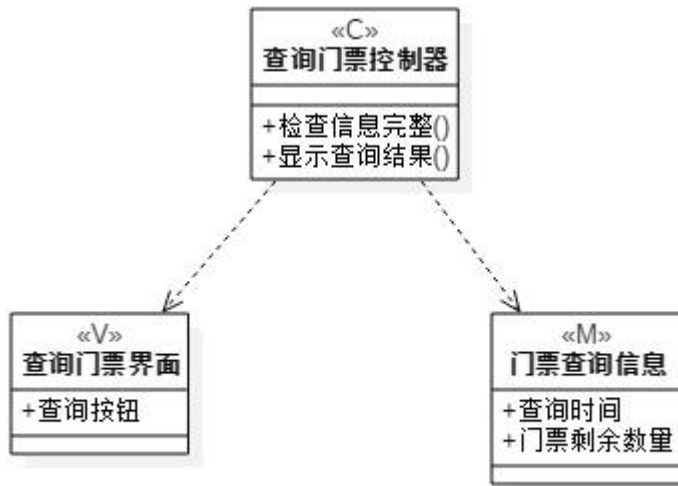 «C»
查询门票控制器
+检查信息完整()
+显示查询结果()
«V»
查询门票界面
+查询按钮
«M»
门票查询信息
+查询时间
+门票剩余数量